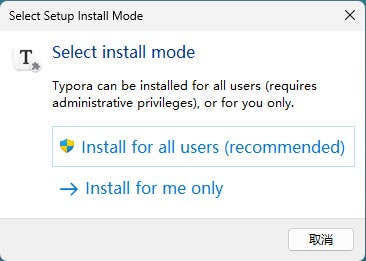 Select Setup Install Mode
T
Select install mode
Typora can be installed for all users (requires
administrative privileges), or for you only.
Install for all users (recommended)
Install for me only
取消